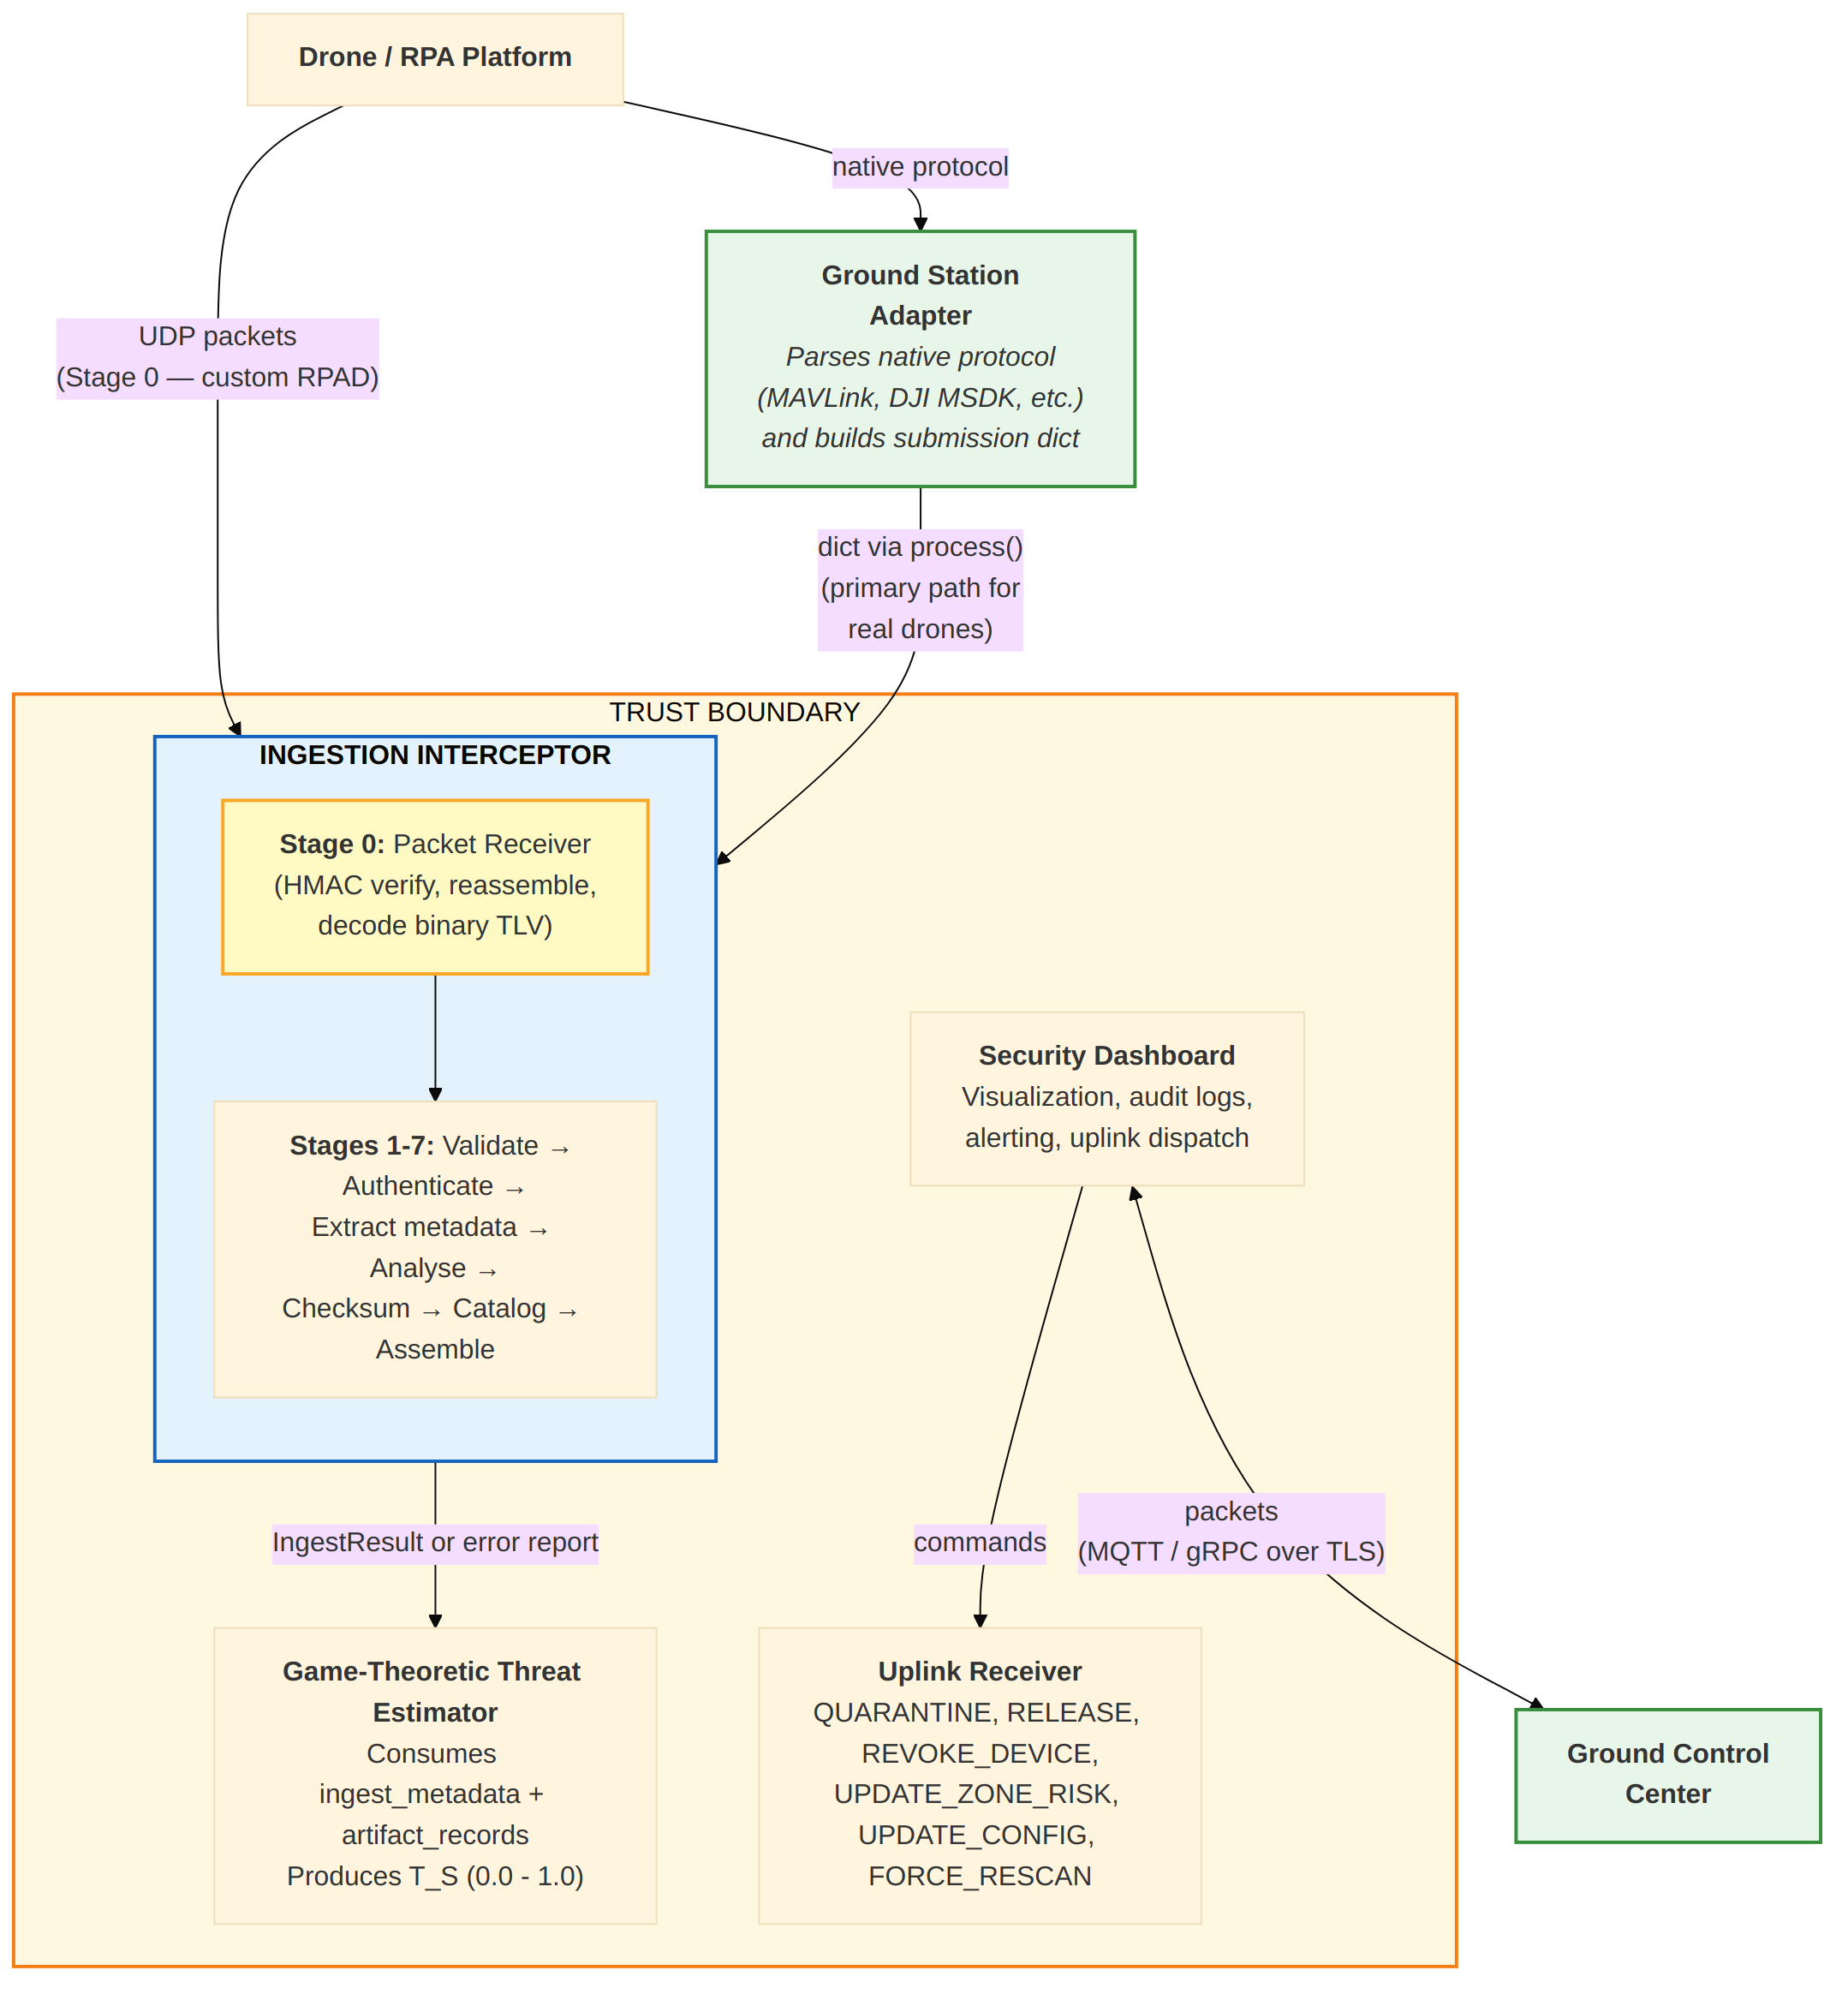 Drone / RPA Platform
native protocol
UDP packets
(Stage 0 — custom RPAD)
Ground Station
Adapter
Parses native protocol
(MAVLink, DJI MSDK, etc.)
and builds submission dict
dict via process()
(primary path for
real drones)
TRUST BOUNDARY
INGESTION INTERCEPTOR
Stage 0: Packet Receiver
(HMAC verify, reassemble,
decode binary TLV)
Stages 1-7: Validate →
Authenticate →
Extract metadata →
Analyse →
Checksum → Catalog →
Assemble
Security Dashboard
Visualization, audit logs,
alerting, uplink dispatch
IngestResult or error report
commands
packets
(MQTT / gRPC over TLS)
Game-Theoretic Threat
Estimator
Consumes
ingest_metadata +
artifact_records
Produces T_S (0.0 - 1.0)
Uplink Receiver
QUARANTINE, RELEASE,
REVOKE_DEVICE,
UPDATE_ZONE_RISK,
UPDATE_CONFIG,
FORCE_RESCAN
Ground Control
Center